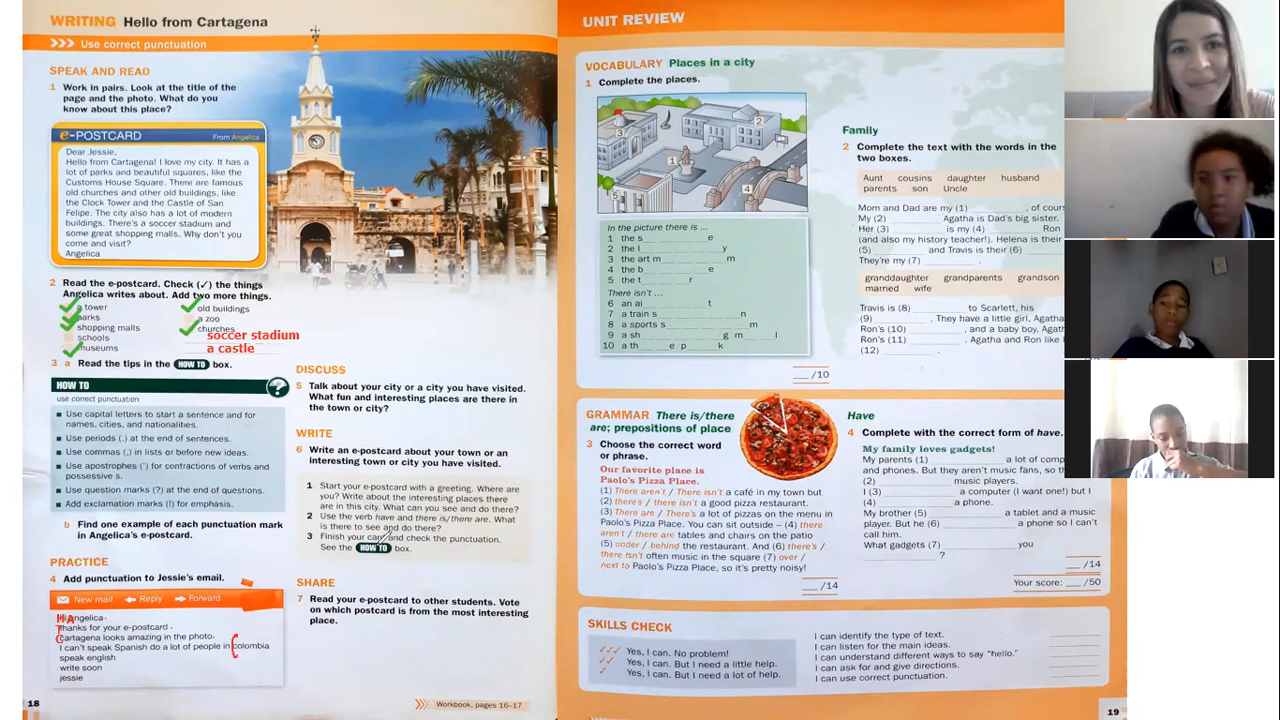 WRITING Hello from Cartagena
>>> Use correct punctuation
SPEAK AND READ
1 Work in pairs. Look at the title of the
page and the photo. What do you
know about this place?
e-POSTCARD From Angelica
Dear Jessie,
Hello from Cartagena! I love my city. It has a
lot of parks and beautiful squares, like the
Customs House Square. There are famous
old churches and other old buildings, like
the Clock Tower and the Castle of San
Felipe. The city also has a lot of modern
buildings. There's a soccer stadium and
some great shopping malls. Why don't you
come and visit?
Angelica
2 Read the e-postcard. Check (✓) the things
Angelica writes about. Add two more things.
a tower
parks
shopping malls
schools
museums
old buildings
a zoo
churches
soccer stadium
a castle
3 a Read the tips in the HOW TO box.
HOW TO ?
use correct punctuation
■ Use capital letters to start a sentence and for
names, cities, and nationalities.
■ Use periods (.) at the end of sentences.
■ Use commas (,) in lists or before new ideas.
■ Use apostrophes (') for contractions of verbs and
possessive s.
■ Use question marks (?) at the end of questions.
■ Add exclamation marks (!) for emphasis.
b Find one example of each punctuation mark
in Angelica's e-postcard.
PRACTICE
4 Add punctuation to Jessie's email.
New mail Reply Forward
H A
Angelica.
T
thanks for your e-postcard .
C
cartagena looks amazing in the photo.
I can't speak Spanish do a lot of people in colombia
speak english
write soon
jessie
18
DISCUSS
5 Talk about your city or a city you have visited.
What fun and interesting places are there in
the town or city?
WRITE
6 Write an e-postcard about your town or an
interesting town or city you have visited.
1 Start your e-postcard with a greeting. Where are
you? Write about the interesting places there
are in this city. What can you see and do there?
2 Use the verb have and there is/there are. What
is there to see and do there?
3 Finish your card and check the punctuation.
See the HOW TO box.
SHARE
7 Read your e-postcard to other students. Vote
on which postcard is from the most interesting
place.
Workbook, pages 16–17
UNIT REVIEW
VOCABULARY Places in a city
1 Complete the places.
1
2
3
4
5
In the picture there is ...
1 the s e
2 the l y
3 the art m m
4 the b e
5 the t r
There isn't ...
6 an ai t
7 a train s n
8 a sports s m
9 a sh g m l
10 a th e p k
/10
Family
2 Complete the text with the words in the
two boxes.
Aunt cousins daughter husband
parents son Uncle
Mom and Dad are my (1) , of cours
My (2) Agatha is Dad's big sister.
Her (3) is my (4) Ron
(and also my history teacher!). Helena is their
(5) and Travis is their (6)
They're my (7) .
granddaughter grandparents grandson
married wife
Travis is (8) to Scarlett, his
(9) . They have a little girl, Agatha
Ron's (10) , and a baby boy, Agath
Ron's (11) . Agatha and Ron like
(12)
GRAMMAR There is/there
are; prepositions of place
3 Choose the correct word
or phrase.
Our favorite place is
Paolo's Pizza Place.
(1) There aren't / There isn't a café in my town but
(2) there's / there isn't a good pizza restaurant.
(3) There are / There's a lot of pizzas on the menu in
Paolo's Pizza Place. You can sit outside – (4) there
aren't / there are tables and chairs on the patio
(5) under / behind the restaurant. And (6) there's /
there isn't often music in the square (7) over /
next to Paolo's Pizza Place, so it's pretty noisy!
/14
Have
4 Complete with the correct form of have.
My family loves gadgets!
My parents (1) a lot of comp
and phones. But they aren't music fans, so th
(2) music players.
I (3) a computer (I want one!) but I
(4) a phone.
My brother (5) a tablet and a music
player. But he (6) a phone so I can't
call him.
What gadgets (7) you
?
/14
Your score: /50
SKILLS CHECK
✓✓✓ Yes, I can. No problem!
✓✓ Yes, I can. But I need a little help.
✓ Yes, I can. But I need a lot of help.
I can identify the type of text.
I can listen for the main ideas.
I can understand different ways to say "hello."
I can ask for and give directions.
I can use correct punctuation.
19